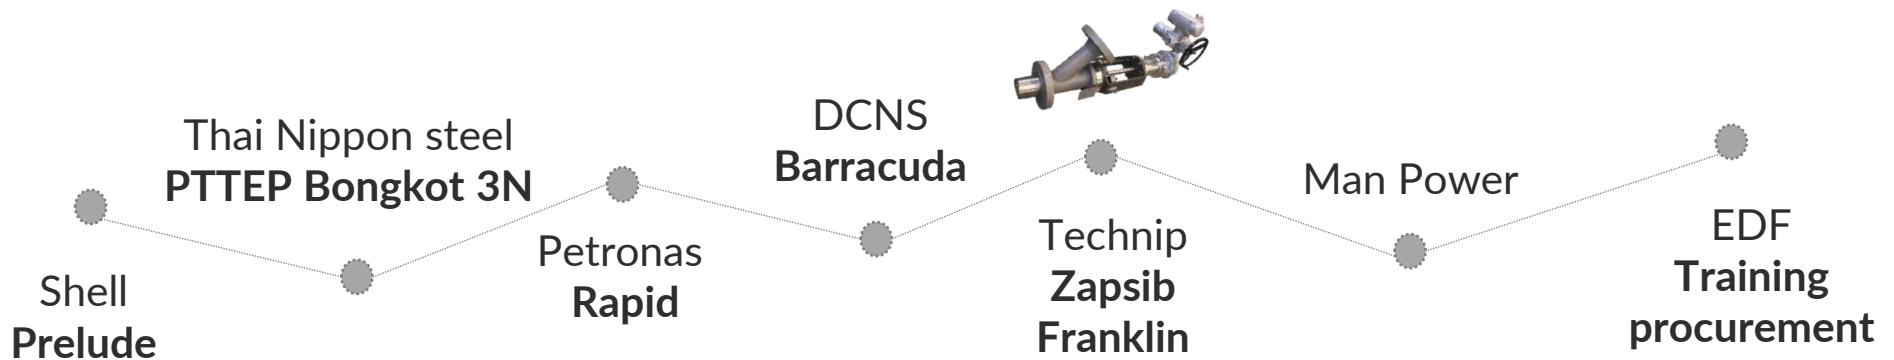 Shell
Prelude
Thai Nippon steel
PTTEP Bongkot 3N
Petronas
Rapid
DCNS
Barracuda
Technip
Zapsib
Franklin
Man Power
EDF
Training
procurement